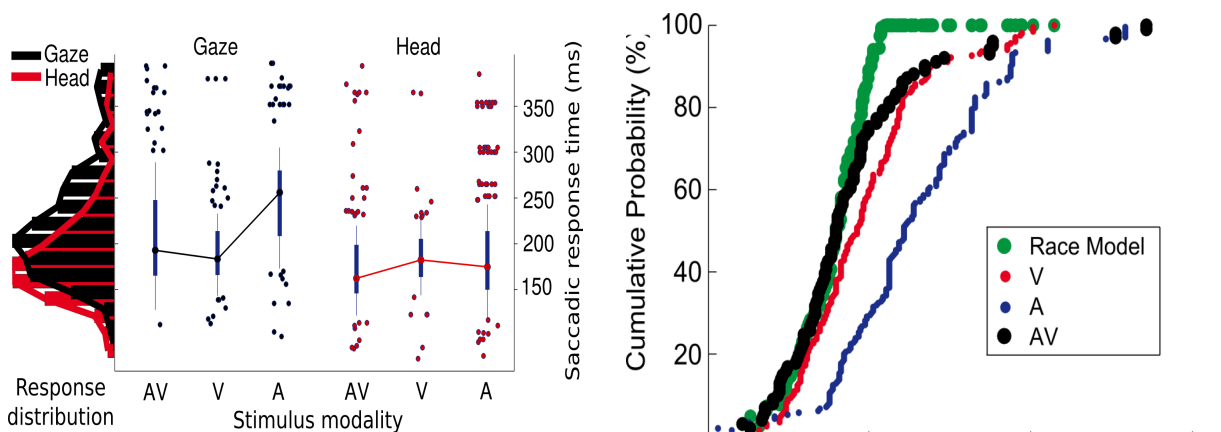 Gaze
Head
Gaze
Head
350
300
250
200
150
Saccadic response time (ms)
Response
distribution
AV
V
A
AV
V
A
Stimulus modality
100
80
60
40
20
Cumulative Probability (%)
Race Model
V
A
AV